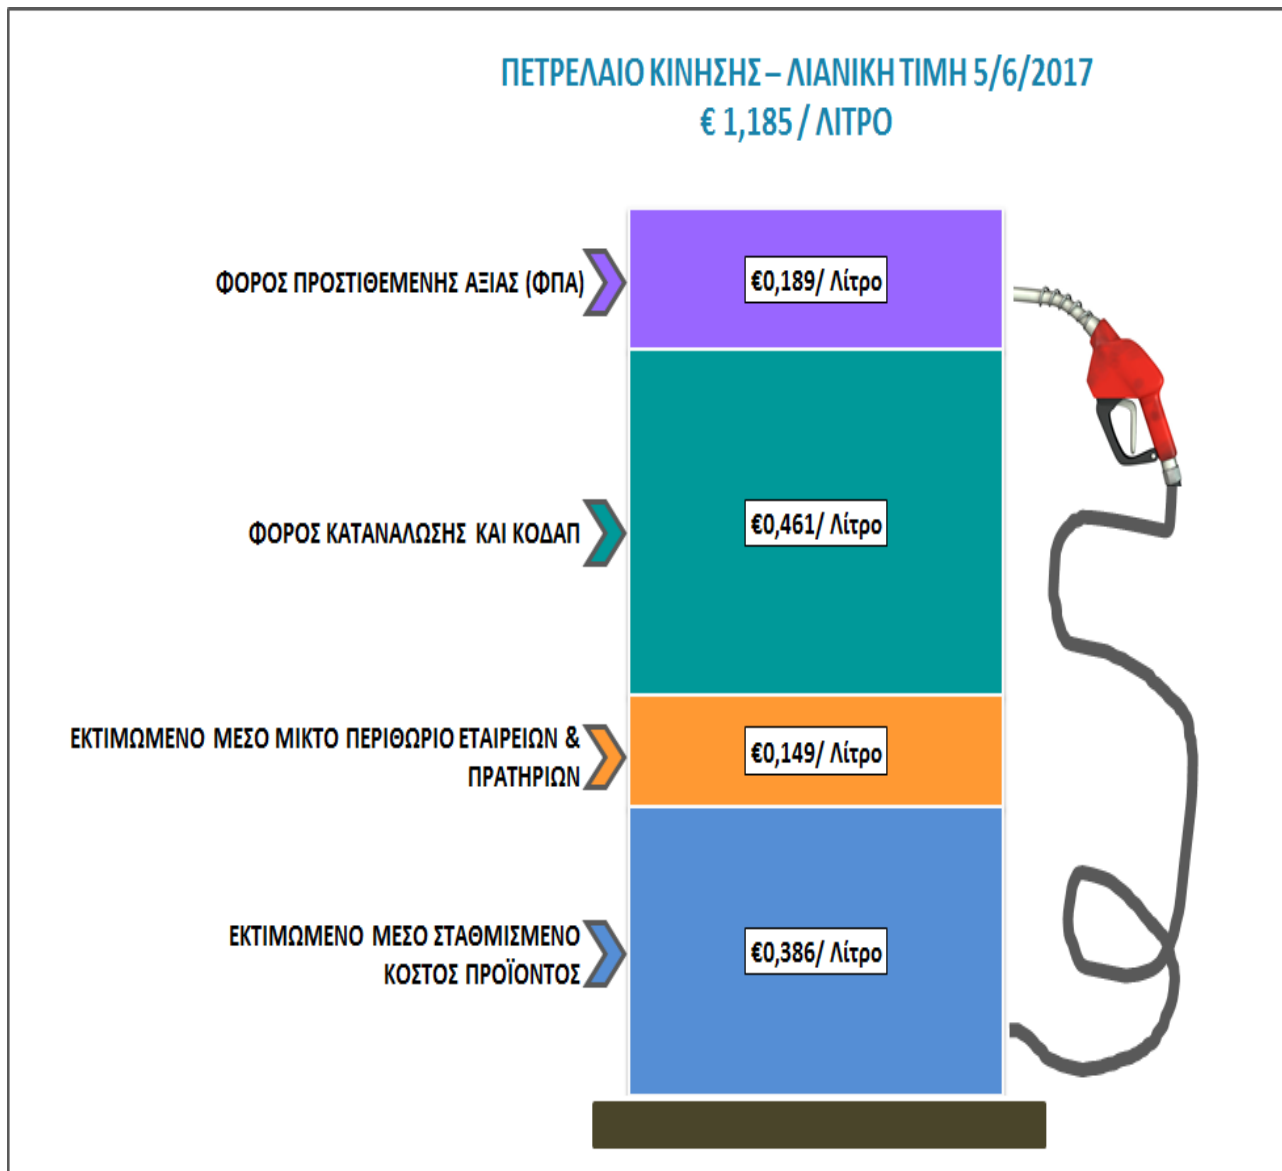 ΠΕΤΡΕΛΑΙΟ ΚΙΝΗΣΗΣ – ΛΙΑΝΙΚΗ ΤΙΜΗ 5/6/2017
€ 1,185 / ΛΙΤΡΟ
ΦΟΡΟΣ ΠΡΟΣΤΙΘΕΜΕΝΗΣ ΑΞΙΑΣ (ΦΠΑ)
€0,189/ Λίτρο
ΦΟΡΟΣ ΚΑΤΑΝΑΛΩΣΗΣ ΚΑΙ ΚΟΔΑΠ
€0,461/ Λίτρο
ΕΚΤΙΜΩΜΕΝΟ ΜΕΣΟ ΜΙΚΤΟ ΠΕΡΙΘΩΡΙΟ ΕΤΑΙΡΕΙΩΝ &
ΠΡΑΤΗΡΙΩΝ
€0,149/ Λίτρο
ΕΚΤΙΜΩΜΕΝΟ ΜΕΣΟ ΣΤΑΘΜΙΣΜΕΝΟ
ΚΟΣΤΟΣ ΠΡΟΪΟΝΤΟΣ
€0,386/ Λίτρο